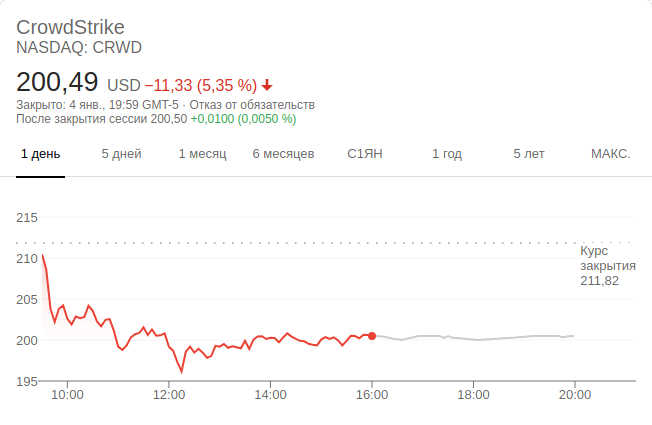 CrowdStrike
NASDAQ: CRWD
200,49 USD −11,33 (5,35 %)
Закрыто: 4 янв., 19:59 GMT-5 · Отказ от обязательств
После закрытия сессии 200,50 +0,0100 (0,0050 %)
1 день 5 дней 1 месяц 6 месяцев С1ЯН 1 год 5 лет МАКС.
215
210
205
200
195
Курс
закрытия
211,82
10:00 12:00 14:00 16:00 18:00 20:00